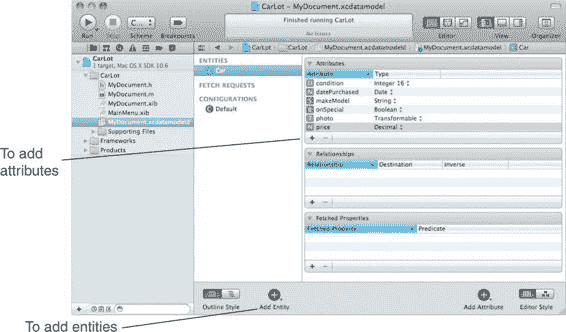 CarLot
Run
Stop
Scheme
Breakpoints
Finished running CarLot
No Issues
Editor
View
Organizer
CarLot
CarLot
MyDocument.xcdatamodeld
MyDocument.xcdatamodel
Car
CarLot
1 target, Mac OS X SDK 10.6
CarLot
MyDocument.h
MyDocument.m
MyDocument.xib
MainMenu.xib
MyDocument.xcdatamodeld
Supporting Files
Frameworks
Products
ENTITIES
Car
FETCH REQUESTS
CONFIGURATIONS
Default
Attributes
Attribute Type
condition Integer 16
datePurchased Date
makeModel String
onSpecial Boolean
photo Transformable
price Decimal
Relationships
Relationship Destination Inverse
Fetched Properties
Fetched Property Predicate
Outline Style
Add Entity
Add Attribute
Editor Style
To add
attributes
To add entities